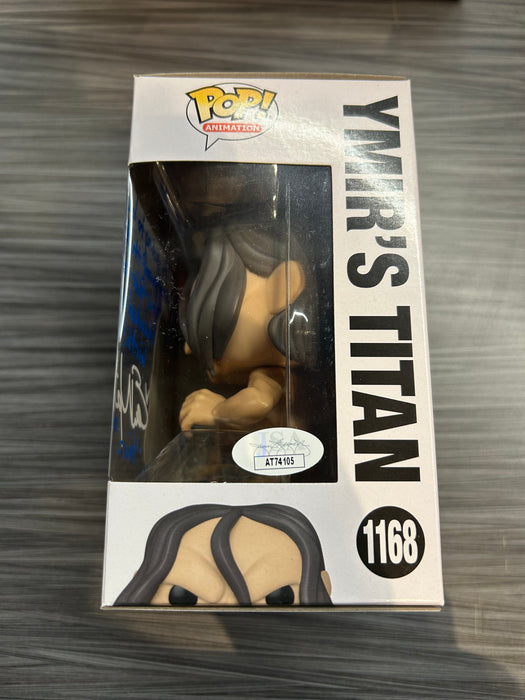 POP!
ANIMATION
YMIR'S TITAN
AT74105
1168